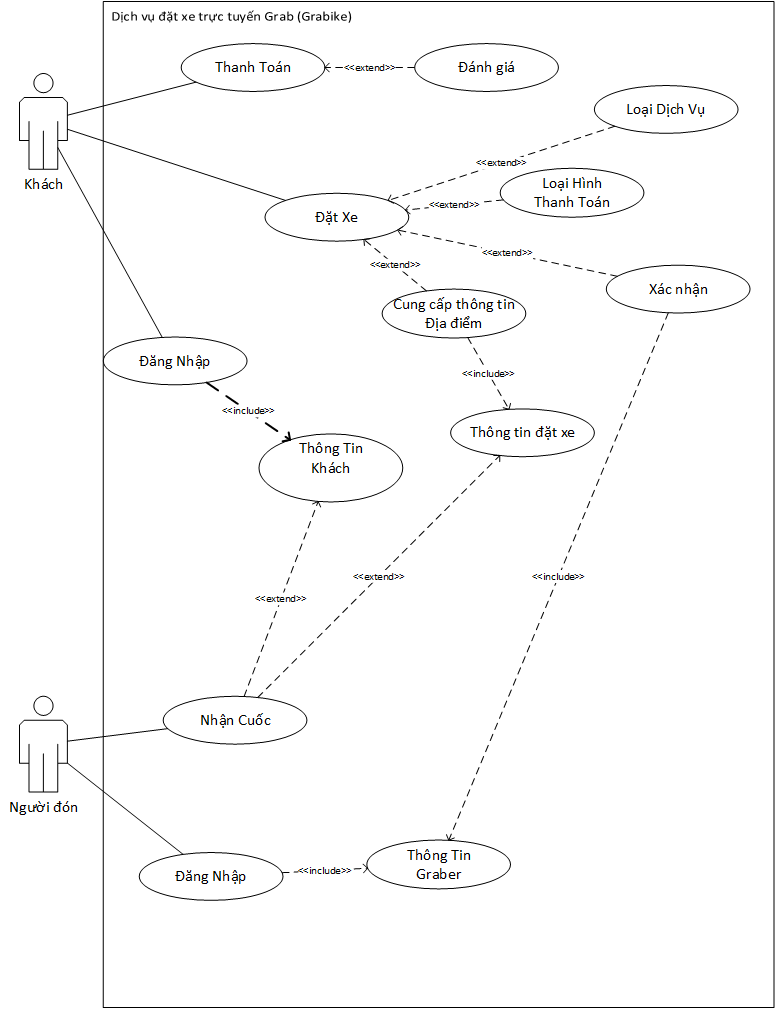 Dịch vụ đặt xe trực tuyến Grab (Grabike)
Thanh Toán
<<extend>>
Đánh giá
Loại Dịch Vụ
<<extend>>
Khách
Loại Hình
Thanh Toán
<<extend>>
Đặt Xe
<<extend>>
<<extend>>
Xác nhận
Cung cấp thông tin
Địa điểm
Đăng Nhập
<<include>>
<<include>>
Thông tin đặt xe
Thông Tin
Khách
<<extend>>
<<include>>
<<extend>>
Nhận Cuốc
Người đón
Thông Tin
Graber
Đăng Nhập
<<include>>